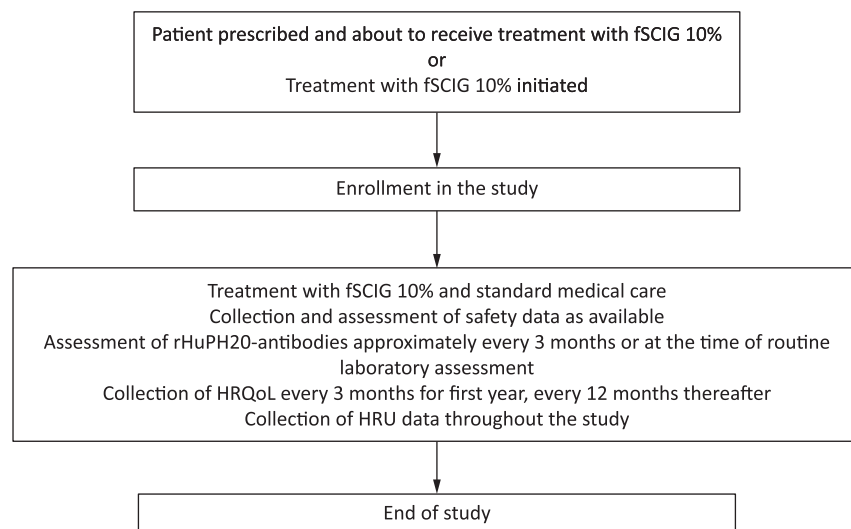 Patient prescribed and about to receive treatment with fSCIG 10%
or
Treatment with fSCIG 10% initiated
Enrollment in the study
Treatment with fSCIG 10% and standard medical care
Collection and assessment of safety data as available
Assessment of rHuPH20-antibodies approximately every 3 months or at the time of routine
laboratory assessment
Collection of HRQoL every 3 months for first year, every 12 months thereafter
Collection of HRU data throughout the study
End of study